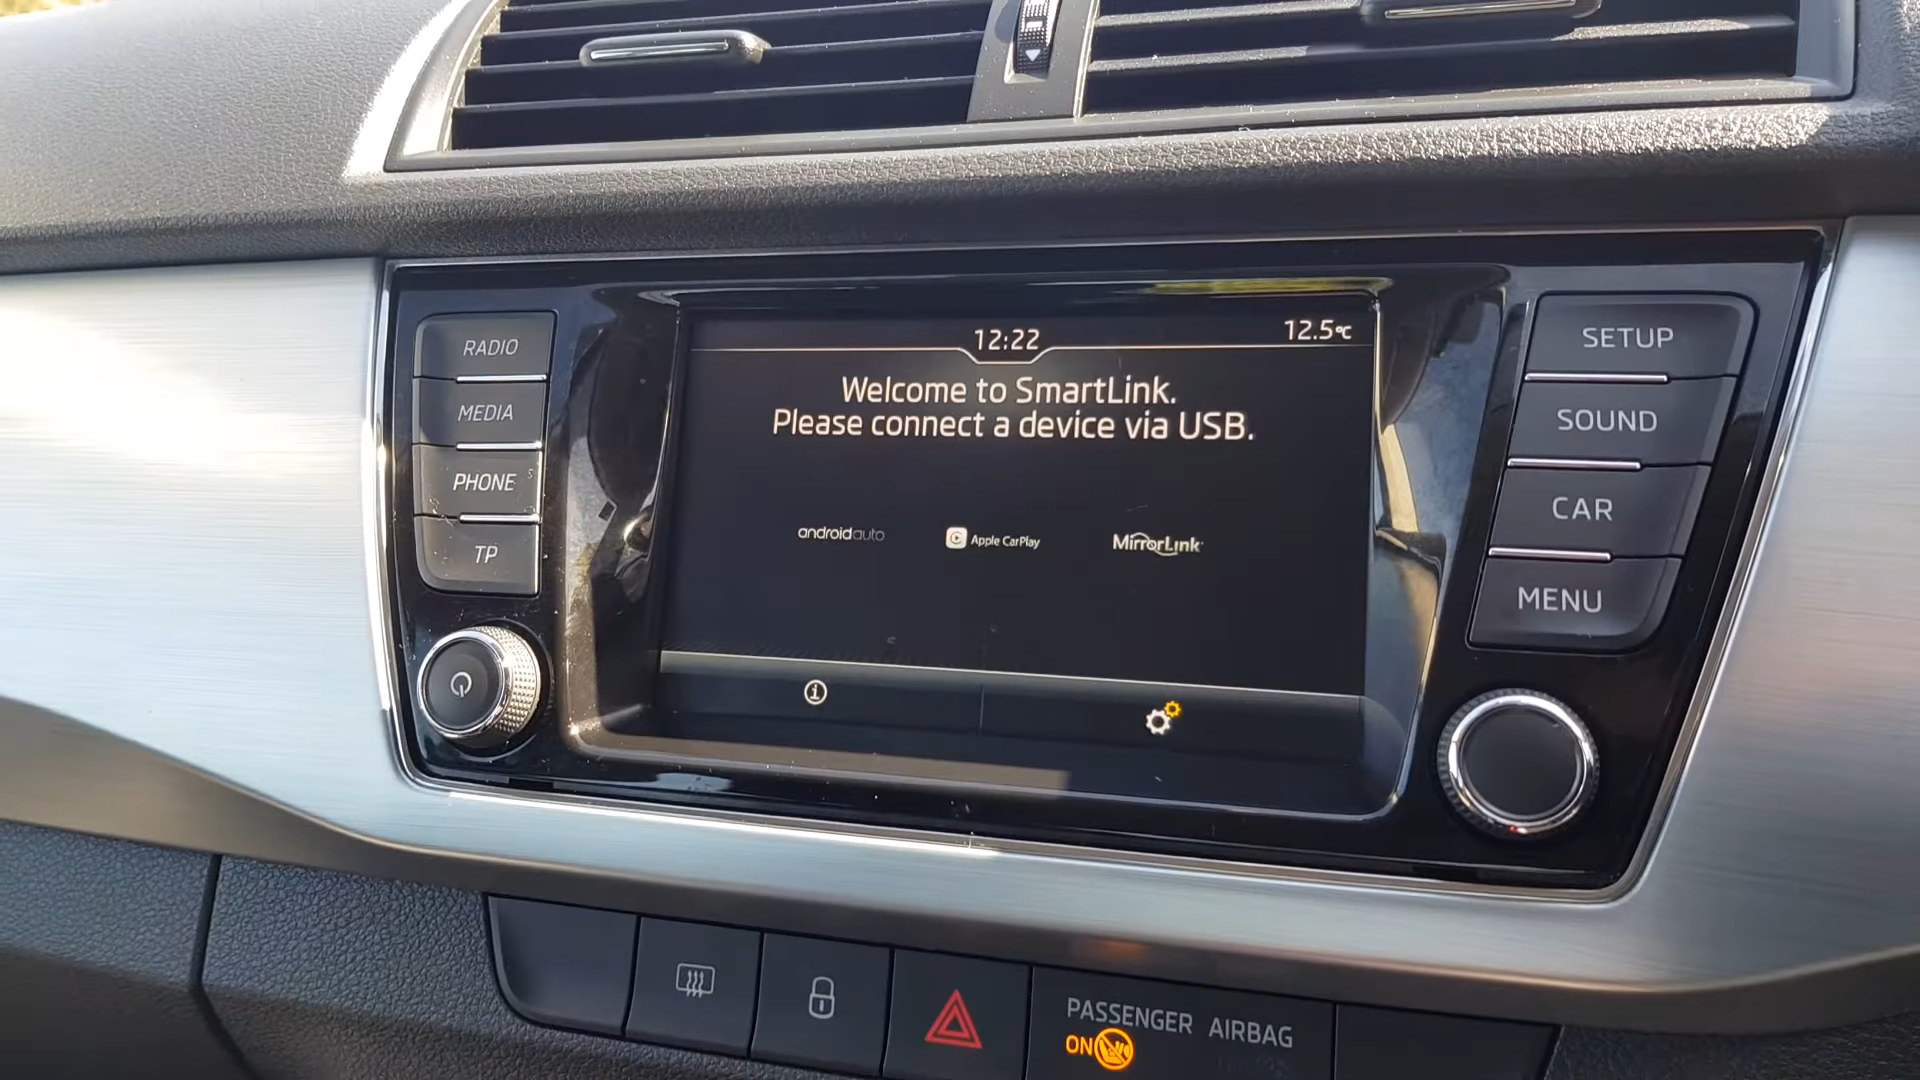 12:22
12.5°C
Welcome to SmartLink.
Please connect a device via USB.
androidauto
Apple CarPlay
MirrorLink
RADIO
MEDIA
PHONE
TP
SETUP
SOUND
CAR
MENU
PASSENGER AIRBAG
ON